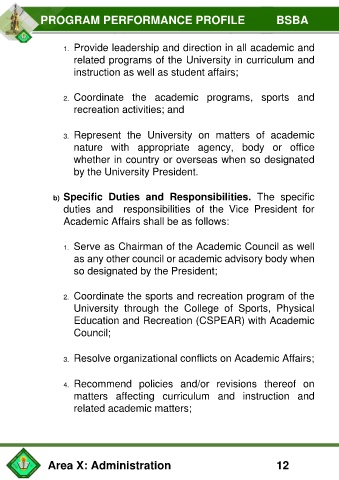 PROGRAM PERFORMANCE PROFILE BSBA
1. Provide leadership and direction in all academic and
related programs of the University in curriculum and
instruction as well as student affairs;
2. Coordinate the academic programs, sports and
recreation activities; and
3. Represent the University on matters of academic
nature with appropriate agency, body or office
whether in country or overseas when so designated
by the University President.
b) Specific Duties and Responsibilities. The specific
duties and responsibilities of the Vice President for
Academic Affairs shall be as follows:
1. Serve as Chairman of the Academic Council as well
as any other council or academic advisory body when
so designated by the President;
2. Coordinate the sports and recreation program of the
University through the College of Sports, Physical
Education and Recreation (CSPEAR) with Academic
Council;
3. Resolve organizational conflicts on Academic Affairs;
4. Recommend policies and/or revisions thereof on
matters affecting curriculum and instruction and
related academic matters;
Area X: Administration 12